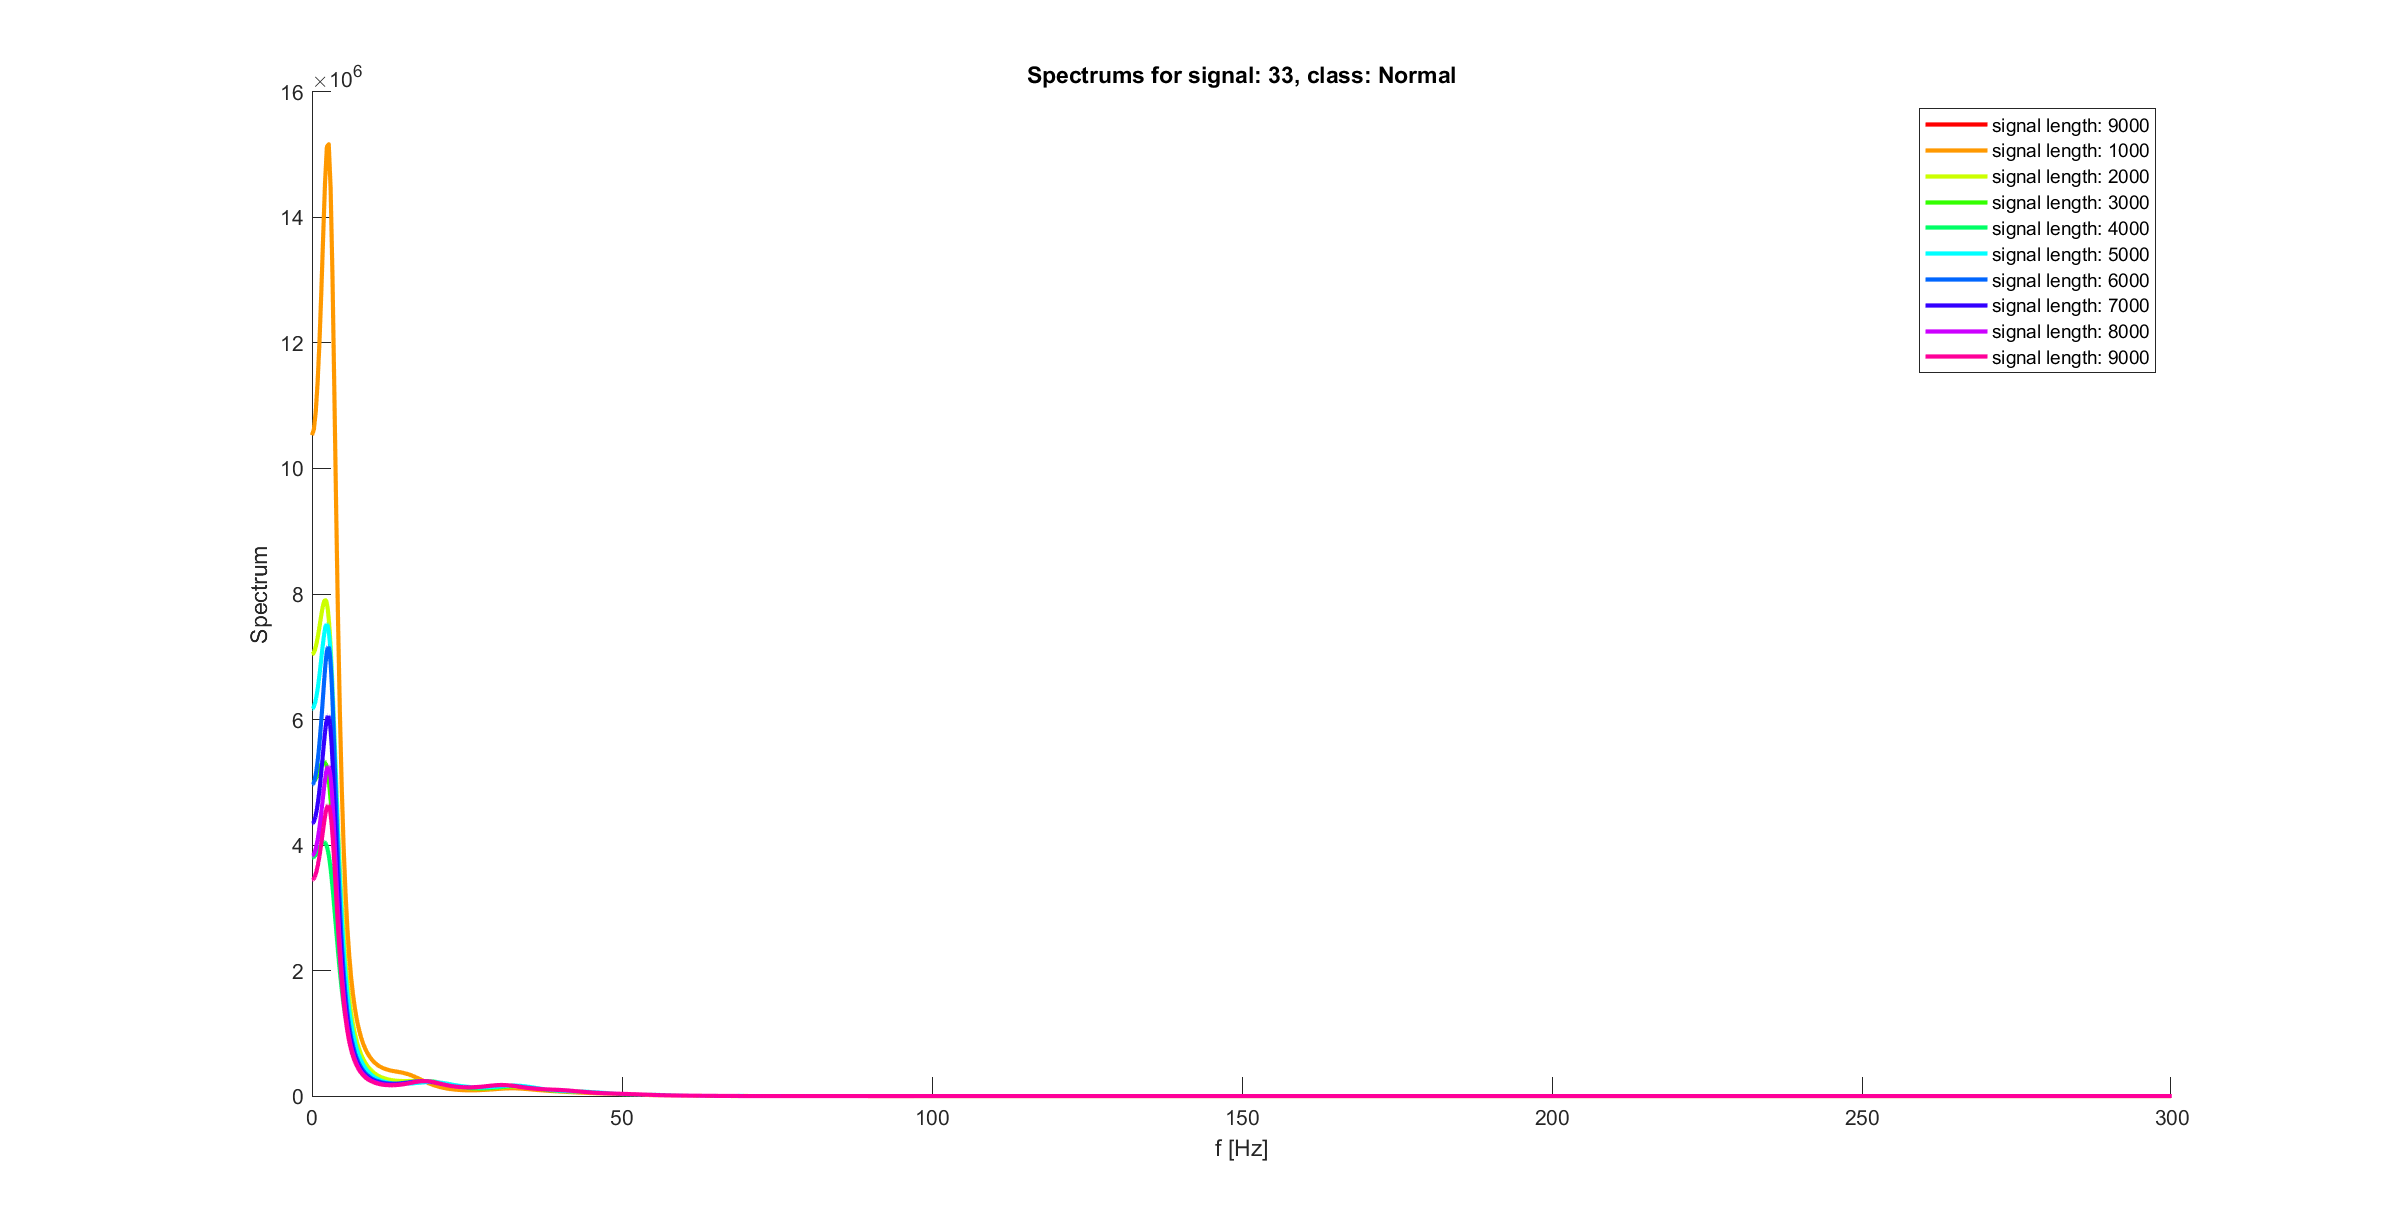 Spectrums for signal: 33, class: Normal
×10^6
16
14
12
10
8
6
4
2
0
Spectrum
0 50 100 150 200 250 300
f [Hz]
signal length: 9000
signal length: 1000
signal length: 2000
signal length: 3000
signal length: 4000
signal length: 5000
signal length: 6000
signal length: 7000
signal length: 8000
signal length: 9000